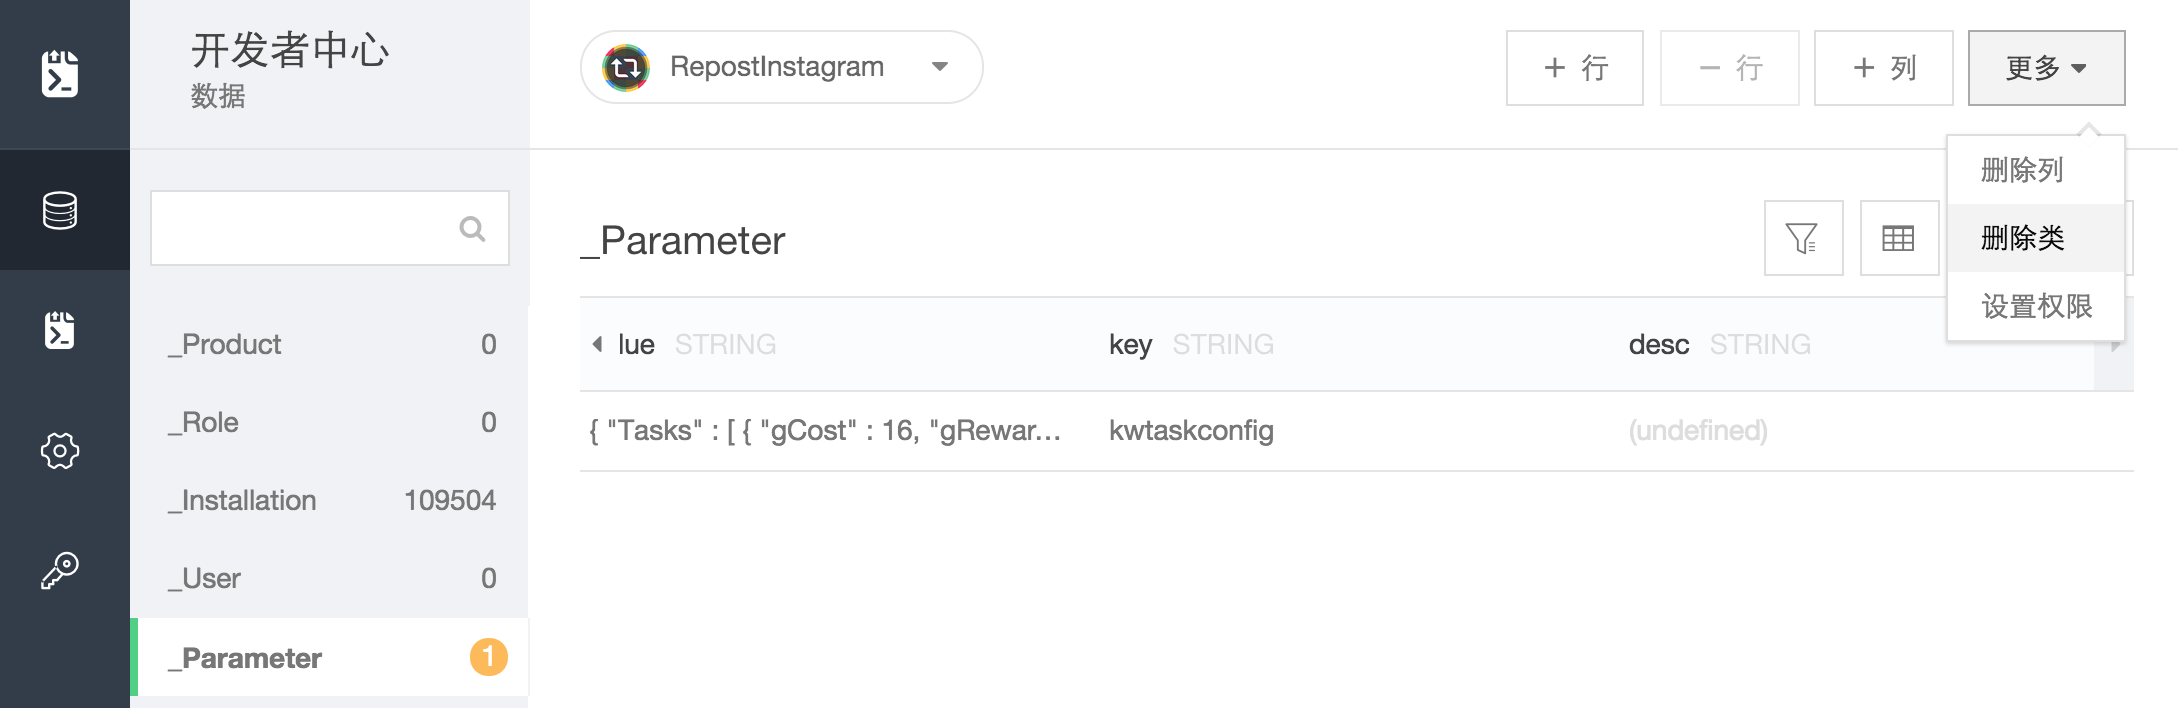 开发者中心
数据
RepostInstagram
+ 行
− 行
+ 列
更多
删除列
删除类
设置权限
_Product 0
_Role 0
_Installation 109504
_User 0
_Parameter 1
_Parameter
lue STRING
key STRING
desc STRING
{ "Tasks" : [ { "gCost" : 16, "gRewar...
kwtaskconfig
(undefined)